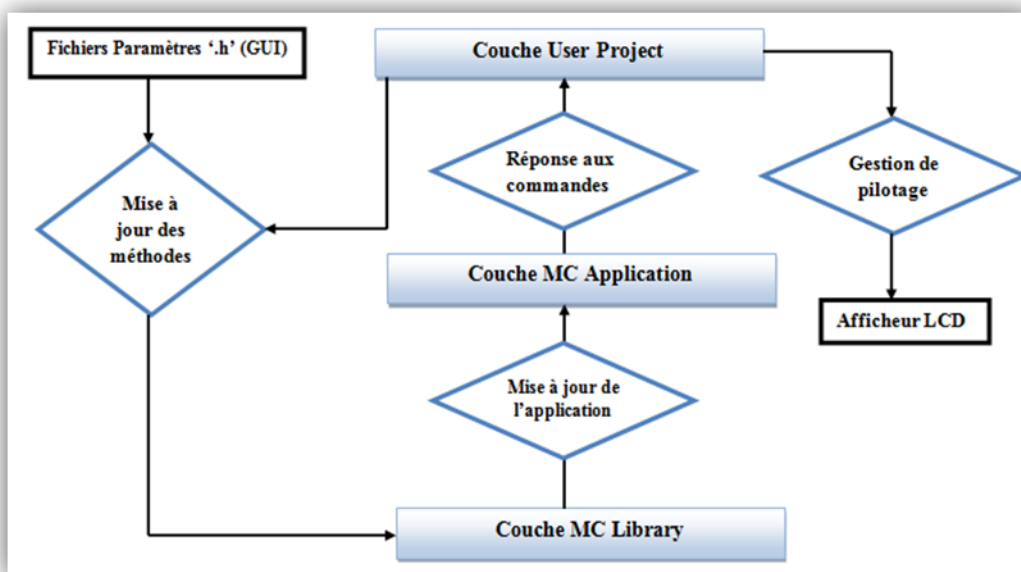 Fichiers Paramètres ‘.h’ (GUI)
Couche User Project
Réponse aux
commandes
Gestion de
pilotage
Mise à
jour des
méthodes
Couche MC Application
Afficheur LCD
Mise à jour de
l’application
Couche MC Library